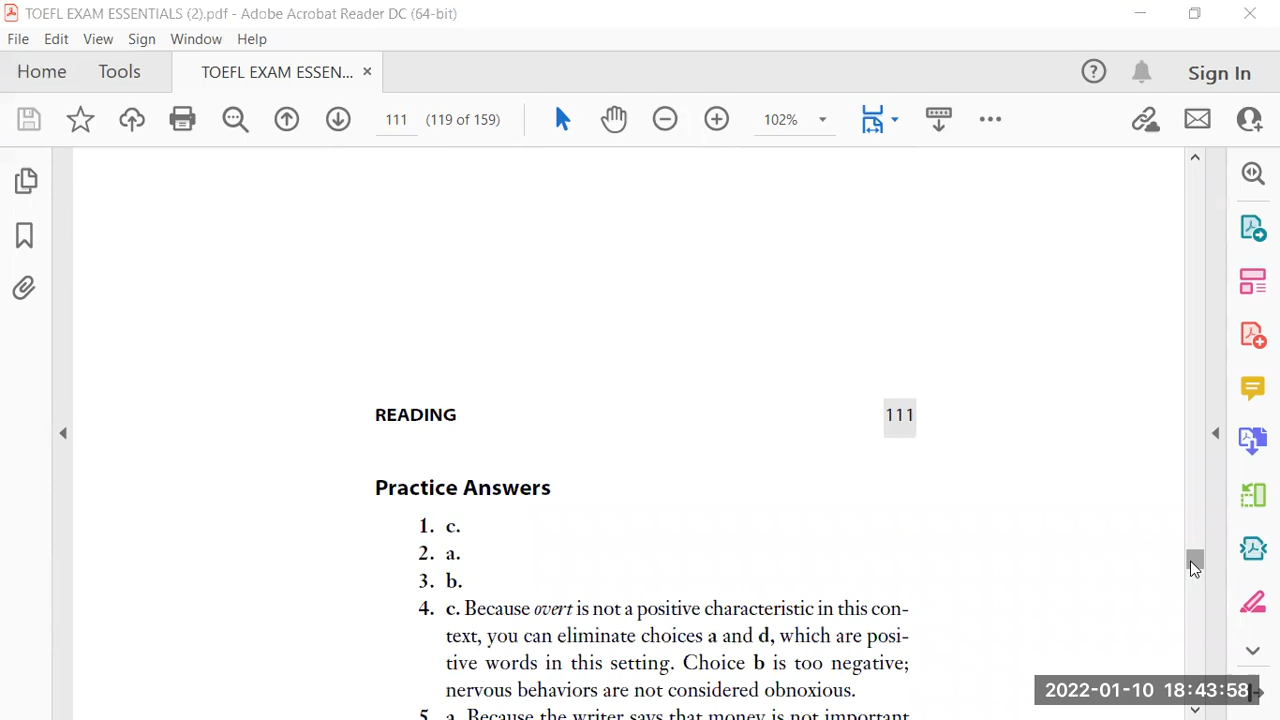 TOEFL EXAM ESSENTIALS (2).pdf - Adobe Acrobat Reader DC (64-bit)
File Edit View Sign Window Help
Home Tools TOEFL EXAM ESSEN... × Sign In
111 (119 of 159) 102%
READING 111
Practice Answers
1. c.
2. a.
3. b.
4. c. Because overt is not a positive characteristic in this con-
text, you can eliminate choices a and d, which are posi-
tive words in this setting. Choice b is too negative;
nervous behaviors are not considered obnoxious.
5. a. Because the writer says that money is not important
2022-01-10 18:43:58